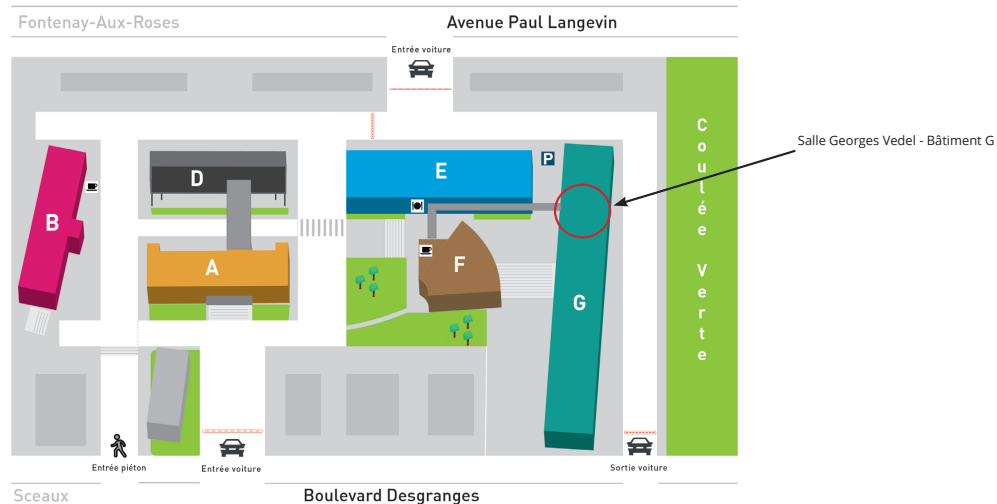 Fontenay-Aux-Roses
Avenue Paul Langevin
Entrée voiture
Salle Georges Vedel - Bâtiment G
Coulée Verte
P
E
D
B
A
F
G
Entrée piéton
Entrée voiture
Sortie voiture
Sceaux
Boulevard Desgranges